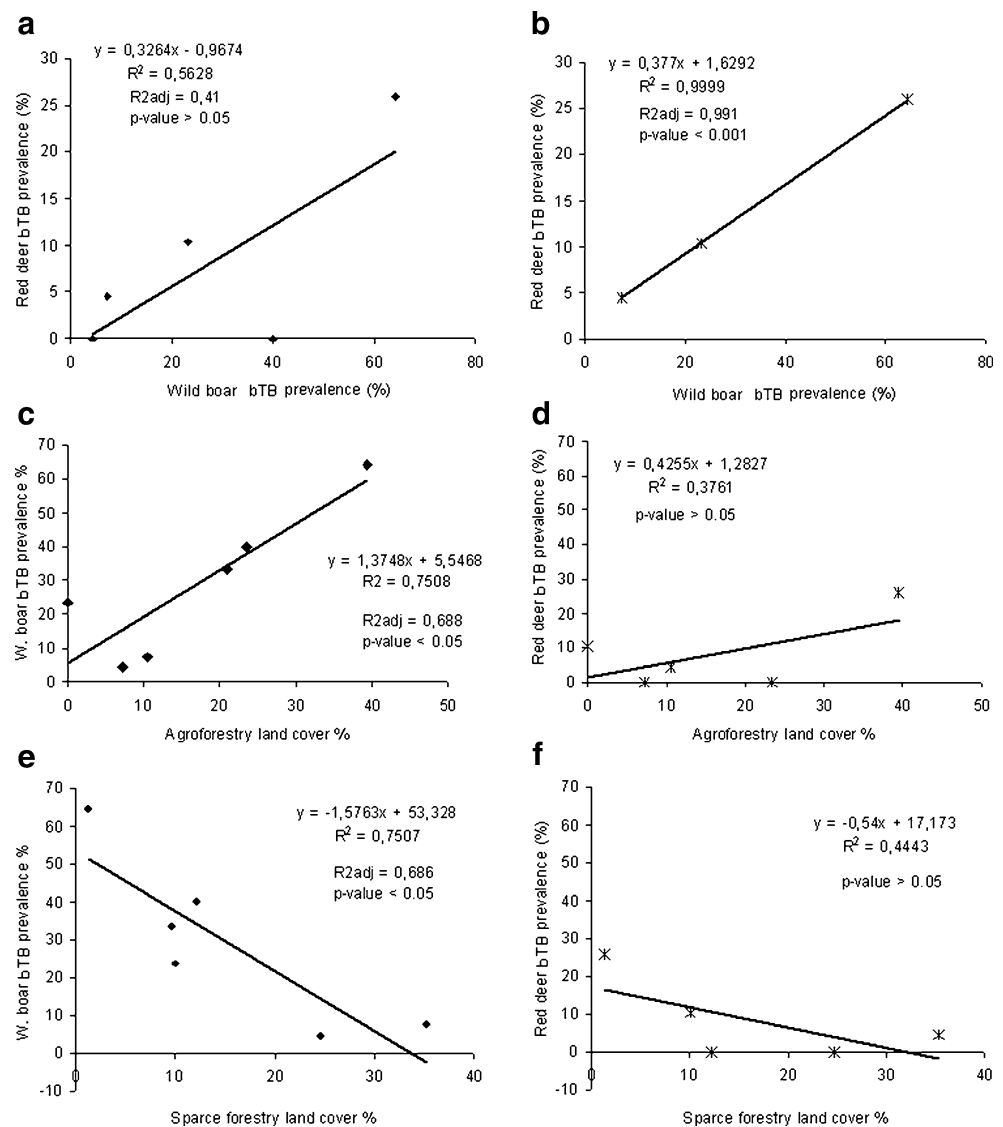 a
y = 0,3264x - 0,9674
R² = 0,5628
R2adj = 0,41
p-value > 0.05
Red deer bTB prevalence (%)
30
25
20
15
10
5
0
0 20 40 60 80
Wild boar bTB prevalence (%)
b
y = 0,377x + 1,6292
R² = 0,9999
R2adj = 0,991
p-value < 0.001
Red deer bTB prevalence (%)
30
25
20
15
10
5
0
0 20 40 60 80
Wild boar bTB prevalence (%)
c
W. boar bTB prevalence %
70
60
50
40
30
20
10
0
y = 1,3748x + 5,5468
R2 = 0,7508
R2adj = 0,688
p-value < 0.05
0 10 20 30 40 50
Agroforestry land cover %
d
y = 0,4255x + 1,2827
R² = 0,3761
p-value > 0.05
Red deer bTB prevalence (%)
70
60
50
40
30
20
10
0
0 10 20 30 40 50
Agroforestry land cover %
e
y = -1,5763x + 53,328
R² = 0,7507
R2adj = 0,686
p-value < 0.05
W. boar bTB prevalence %
70
60
50
40
30
20
10
0
-10
0 10 20 30 40
Sparce forestry land cover %
f
y = -0,54x + 17,173
R² = 0,4443
p-value > 0.05
Red deer bTB prevalence (%)
70
60
50
40
30
20
10
0
-10
0 10 20 30 40
Sparce forestry land cover %